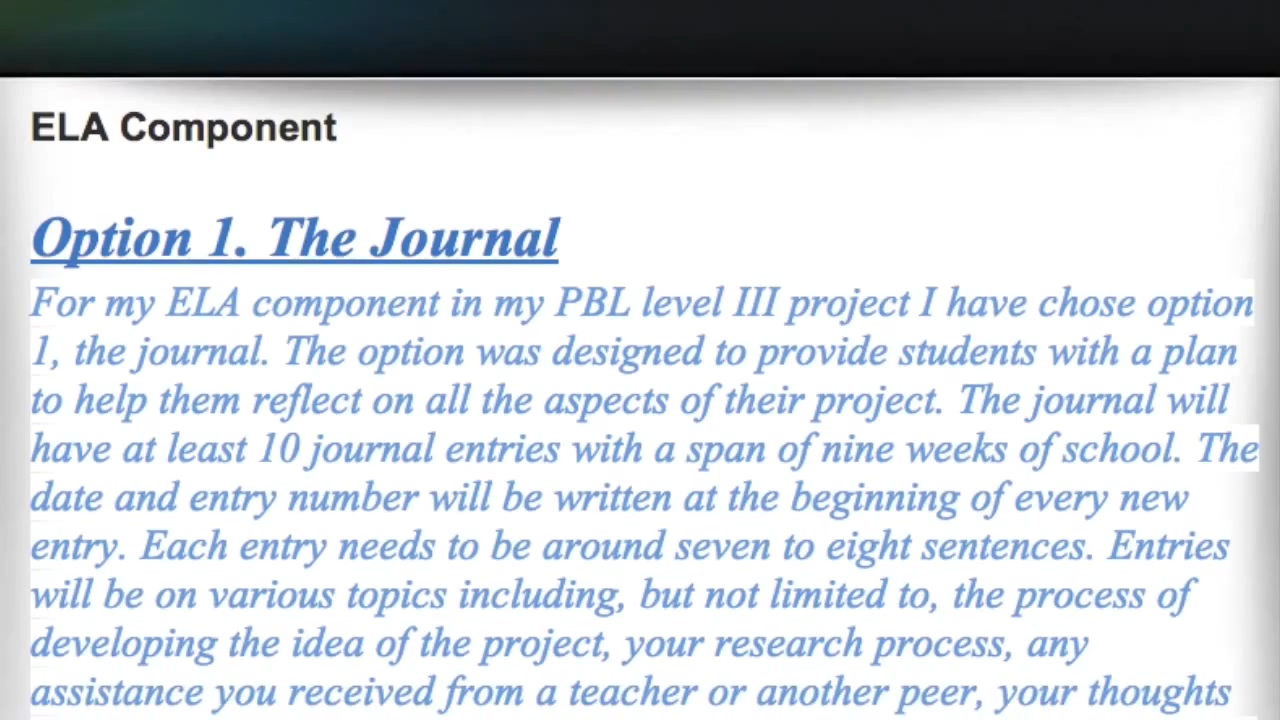 ELA Component
Option 1. The Journal
For my ELA component in my PBL level III project I have chose option
1, the journal. The option was designed to provide students with a plan
to help them reflect on all the aspects of their project. The journal will
have at least 10 journal entries with a span of nine weeks of school. The
date and entry number will be written at the beginning of every new
entry. Each entry needs to be around seven to eight sentences. Entries
will be on various topics including, but not limited to, the process of
developing the idea of the project, your research process, any
assistance you received from a teacher or another peer, your thoughts